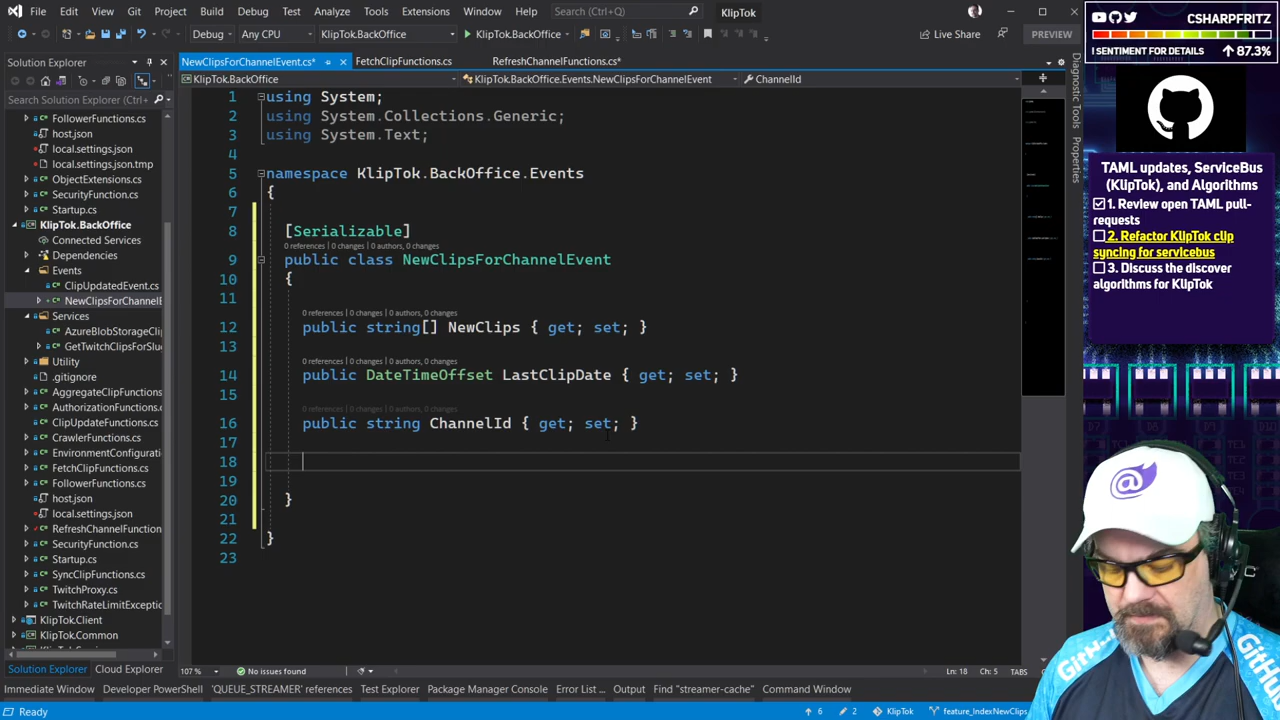 File Edit View Git Project Build Debug Test Analyze Tools Extensions Window Help Search (Ctrl+Q) KlipTok
Debug Any CPU KlipTok.BackOffice KlipTok.BackOffice Live Share PREVIEW
Solution Explorer
Search Solution Explorer (Ctrl+
FollowerFunctions.cs
host.json
local.settings.json
local.settings.json.tmp
ObjectExtensions.cs
SecurityFunction.cs
Startup.cs
KlipTok.BackOffice
Connected Services
Dependencies
Events
ClipUpdatedEvent.cs
NewClipsForChannelE
Services
AzureBlobStorageCli
GetTwitchClipsForSlu
Utility
.gitignore
AggregateClipFunctio
AuthorizationFunctio
ClipUpdateFunctions.
CrawlerFunctions.cs
EnvironmentConfigura
FetchClipFunctions.cs
FollowerFunctions.cs
host.json
local.settings.json
RefreshChannelFunction
SecurityFunction.cs
Startup.cs
SyncClipFunctions.cs
TwitchProxy.cs
TwitchRateLimitExceptio
KlipTok.Client
KlipTok.Common
Solution Explorer Cloud Explorer
NewClipsForChannelEvent.cs* FetchClipFunctions.cs* RefreshChannelFunctions.cs*
KlipTok.BackOffice KlipTok.BackOffice.Events.NewClipsForChannelEvent ChannelId
1 using System;
2 using System.Collections.Generic;
3 using System.Text;
4
5 namespace KlipTok.BackOffice.Events
6 {
7
8 [Serializable]
0 references | 0 changes | 0 authors, 0 changes
9 public class NewClipsForChannelEvent
10 {
11
0 references | 0 changes | 0 authors, 0 changes
12 public string[] NewClips { get; set; }
13
0 references | 0 changes | 0 authors, 0 changes
14 public DateTimeOffset LastClipDate { get; set; }
15
0 references | 0 changes | 0 authors, 0 changes
16 public string ChannelId { get; set; }
17
18
19
20 }
21
22 }
23
107 % No issues found Ln: 18 Ch: 5 TABS
Diagnostic Tools
Properties
CSHARPFRITZ
! SENTIMENT FOR DETAILS 87.3%
TAML updates, ServiceBus
(KlipTok), and Algorithms
1. Review open TAML pull-
requests
2. Refactor KlipTok clip
syncing for servicebus
3. Discuss the discover
algorithms for KlipTok
Immediate Window Developer PowerShell 'QUEUE_STREAMER' references Test Explorer Package Manager Console Error List ... Output Find "streamer-cache" Command Window
Ready 6 2 KlipTok feature_IndexNewClips